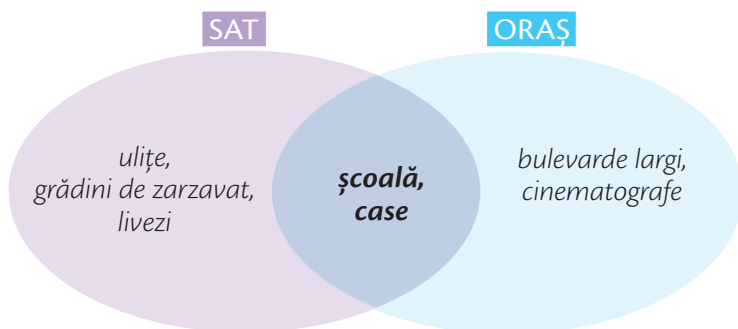 SAT
ORAȘ
ulițe,
grădini de zarzavat,
livezi
școală,
case
bulevarde largi,
cinematografe